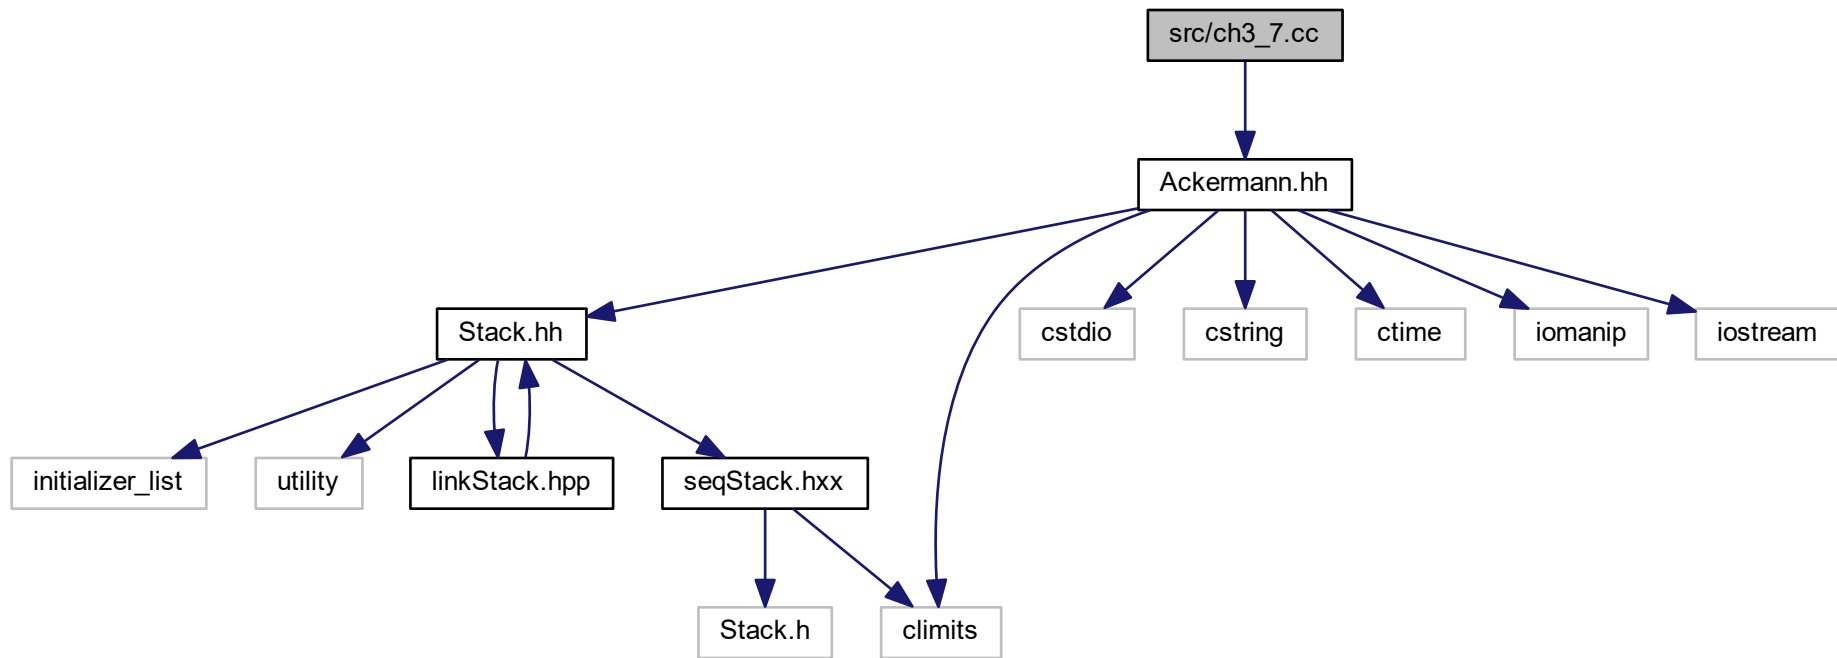 src/ch3_7.cc
Ackermann.hh
Stack.hh
cstdio
cstring
ctime
iomanip
iostream
initializer_list
utility
linkStack.hpp
seqStack.hxx
Stack.h
climits